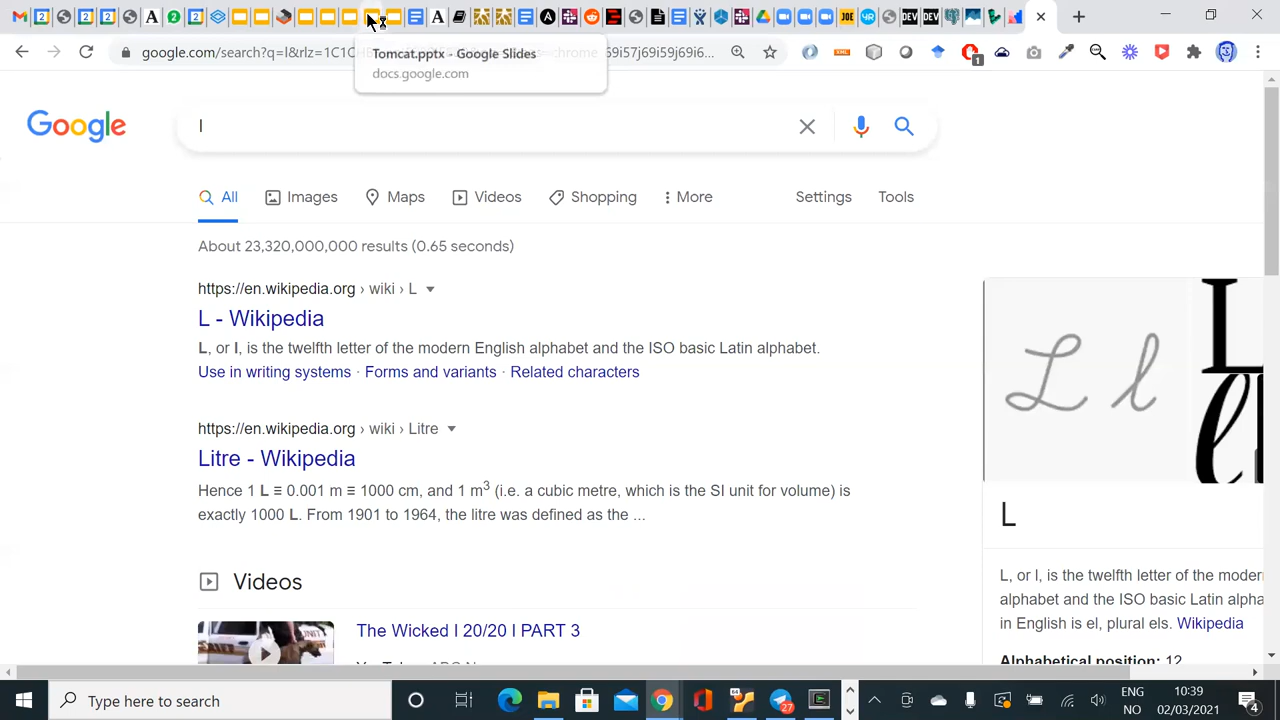 google.com/search?q=l&rlz=1C1C
69i57j69i59j69i6...
Tomcat.pptx - Google Slides
docs.google.com
Google
l
All
Images
Maps
Videos
Shopping
More
Settings
Tools
About 23,320,000,000 results (0.65 seconds)
https://en.wikipedia.org › wiki › L
L - Wikipedia
L, or l, is the twelfth letter of the modern English alphabet and the ISO basic Latin alphabet.
Use in writing systems · Forms and variants · Related characters
https://en.wikipedia.org › wiki › Litre
Litre - Wikipedia
Hence 1 L ≡ 0.001 m ≡ 1000 cm, and 1 m³ (i.e. a cubic metre, which is the SI unit for volume) is
exactly 1000 L. From 1901 to 1964, the litre was defined as the ...
Videos
The Wicked l 20/20 l PART 3
L l
L
l
L
L, or l, is the twelfth letter of the moder
alphabet and the ISO basic Latin alpha
in English is el, plural els. Wikipedia
Alphabetical position: 12
Type here to search
27
ENG
NO
10:39
02/03/2021
4